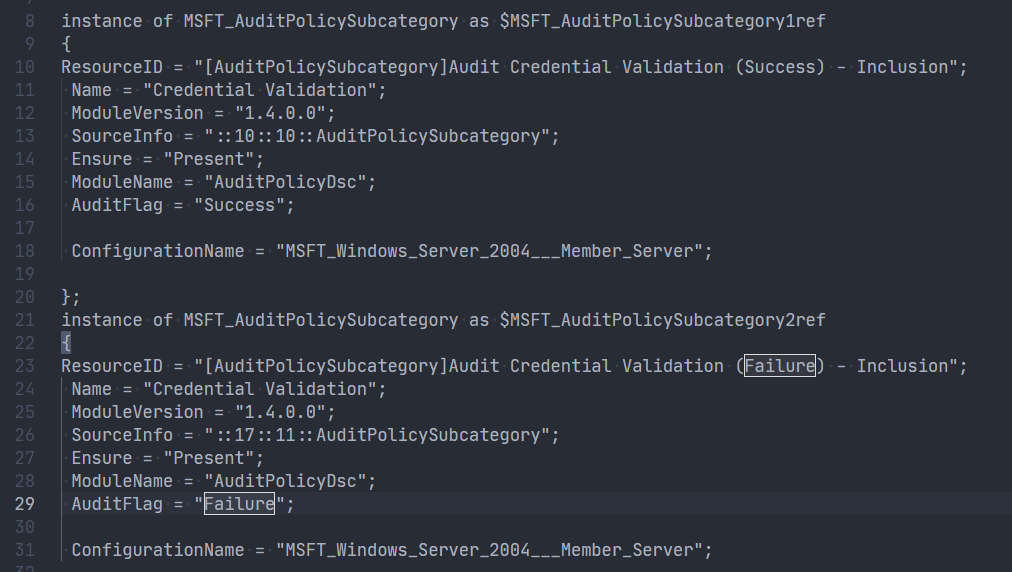 8 instance of MSFT_AuditPolicySubcategory as $MSFT_AuditPolicySubcategory1ref
9 {
10 ResourceID = "[AuditPolicySubcategory]Audit Credential Validation (Success) - Inclusion";
11 Name = "Credential Validation";
12 ModuleVersion = "1.4.0.0";
13 SourceInfo = "::10::10::AuditPolicySubcategory";
14 Ensure = "Present";
15 ModuleName = "AuditPolicyDsc";
16 AuditFlag = "Success";
17
18 ConfigurationName = "MSFT_Windows_Server_2004___Member_Server";
19
20 };
21 instance of MSFT_AuditPolicySubcategory as $MSFT_AuditPolicySubcategory2ref
22 {
23 ResourceID = "[AuditPolicySubcategory]Audit Credential Validation (Failure) - Inclusion";
24 Name = "Credential Validation";
25 ModuleVersion = "1.4.0.0";
26 SourceInfo = "::17::11::AuditPolicySubcategory";
27 Ensure = "Present";
28 ModuleName = "AuditPolicyDsc";
29 AuditFlag = "Failure";
30
31 ConfigurationName = "MSFT_Windows_Server_2004___Member_Server";